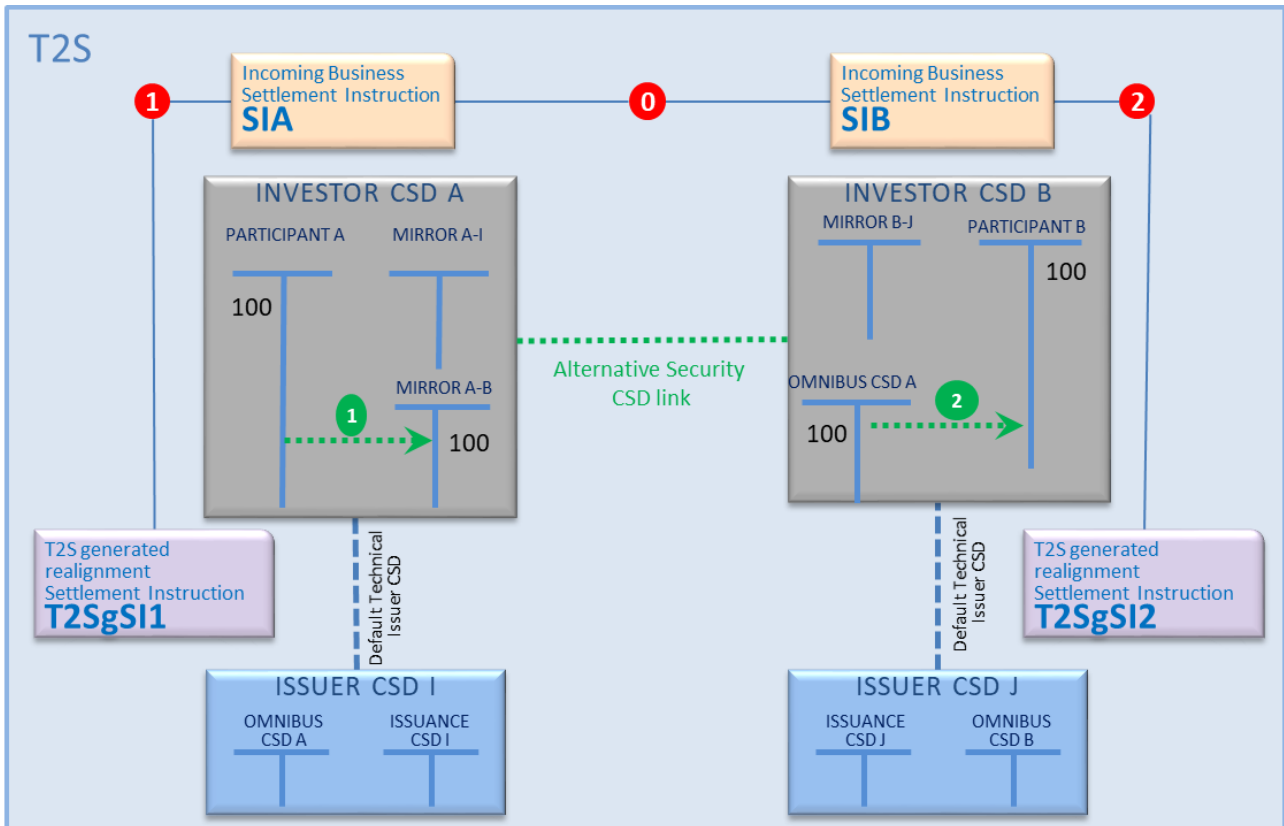 T2S
Incoming Business
Settlement Instruction
SIA
Incoming Business
Settlement Instruction
SIB
1
0
2
INVESTOR CSD A
PARTICIPANT A
MIRROR A-I
100
MIRROR A-B
1
100
Alternative Security
CSD link
INVESTOR CSD B
MIRROR B-J
PARTICIPANT B
100
OMNIBUS CSD A
2
100
T2S generated
realignment
Settlement Instruction
T2SgSI1
Default Technical
Issuer CSD
Default Technical
Issuer CSD
T2S generated
realignment
Settlement Instruction
T2SgSI2
ISSUER CSD I
OMNIBUS
CSD A
ISSUANCE
CSD I
ISSUER CSD J
ISSUANCE
CSD J
OMNIBUS
CSD B